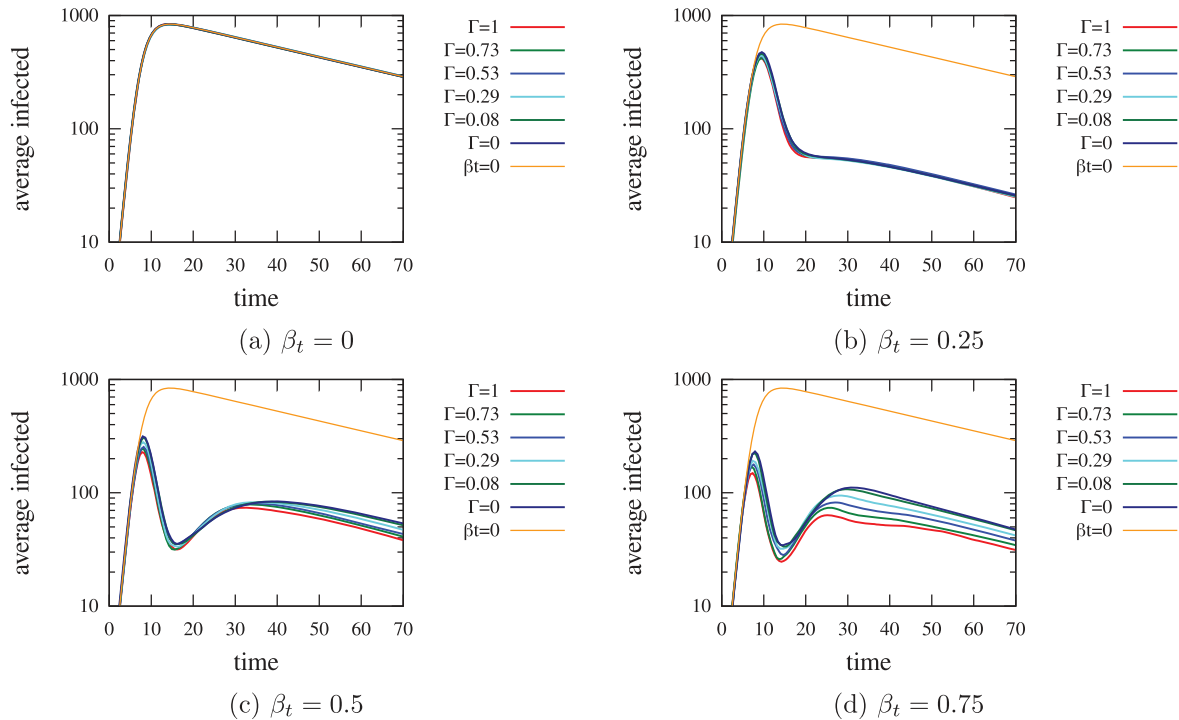 average infected
1000
100
10
0 10 20 30 40 50 60 70
time
Γ=1
Γ=0.73
Γ=0.53
Γ=0.29
Γ=0.08
Γ=0
βt=0
(a) βₜ = 0
average infected
1000
100
10
0 10 20 30 40 50 60 70
time
Γ=1
Γ=0.73
Γ=0.53
Γ=0.29
Γ=0.08
Γ=0
βt=0
(b) βₜ = 0.25
average infected
1000
100
10
0 10 20 30 40 50 60 70
time
Γ=1
Γ=0.73
Γ=0.53
Γ=0.29
Γ=0.08
Γ=0
βt=0
(c) βₜ = 0.5
average infected
1000
100
10
0 10 20 30 40 50 60 70
time
Γ=1
Γ=0.73
Γ=0.53
Γ=0.29
Γ=0.08
Γ=0
βt=0
(d) βₜ = 0.75